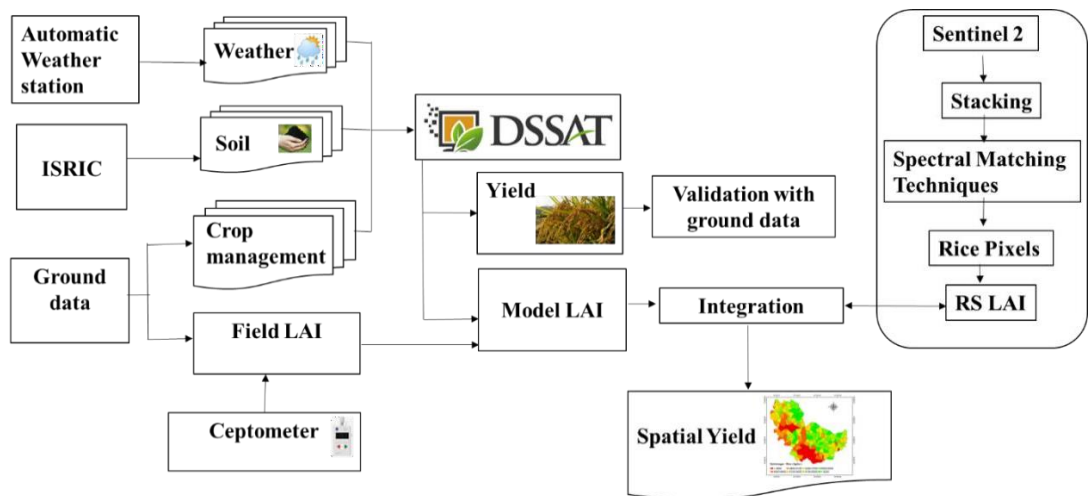 Automatic
Weather
station
Weather
ISRIC
Soil
Ground
data
Crop
management
Field LAI
Ceptometer
DSSAT
Yield
Validation with
ground data
Model LAI
Integration
Spatial Yield
Sentinel 2
Stacking
Spectral Matching
Techniques
Rice Pixels
RS LAI